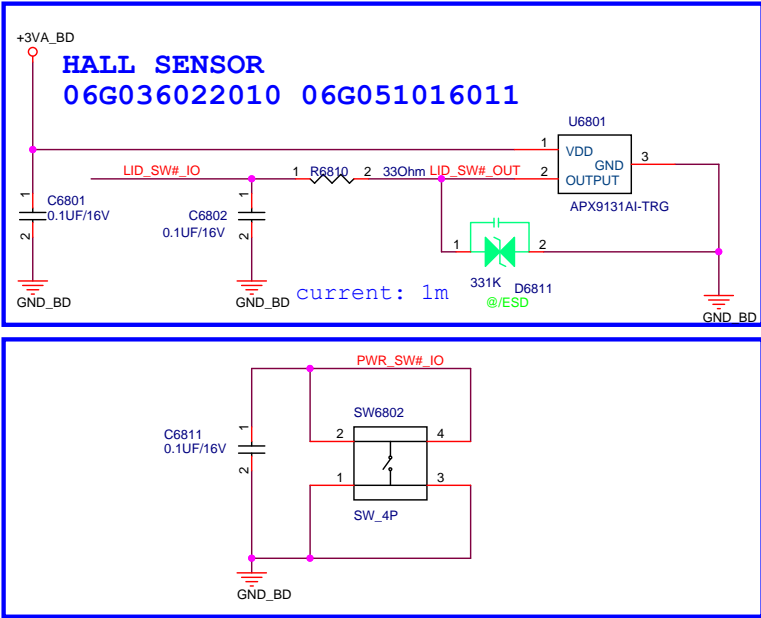 +3VA_BD
HALL SENSOR
06G036022010 06G051016011
U6801
1
VDD
GND
3
LID_SW#_IO
1
R6810
2
33Ohm
LID_SW#_OUT
2
OUTPUT
APX9131AI-TRG
1
C6801
0.1UF/16V
2
1
C6802
0.1UF/16V
2
1
2
331K
D6811
@/ESD
GND_BD
GND_BD
current: 1m
GND_BD
PWR_SW#_IO
SW6802
C6811
0.1UF/16V
1
2
2
4
1
3
SW_4P
GND_BD